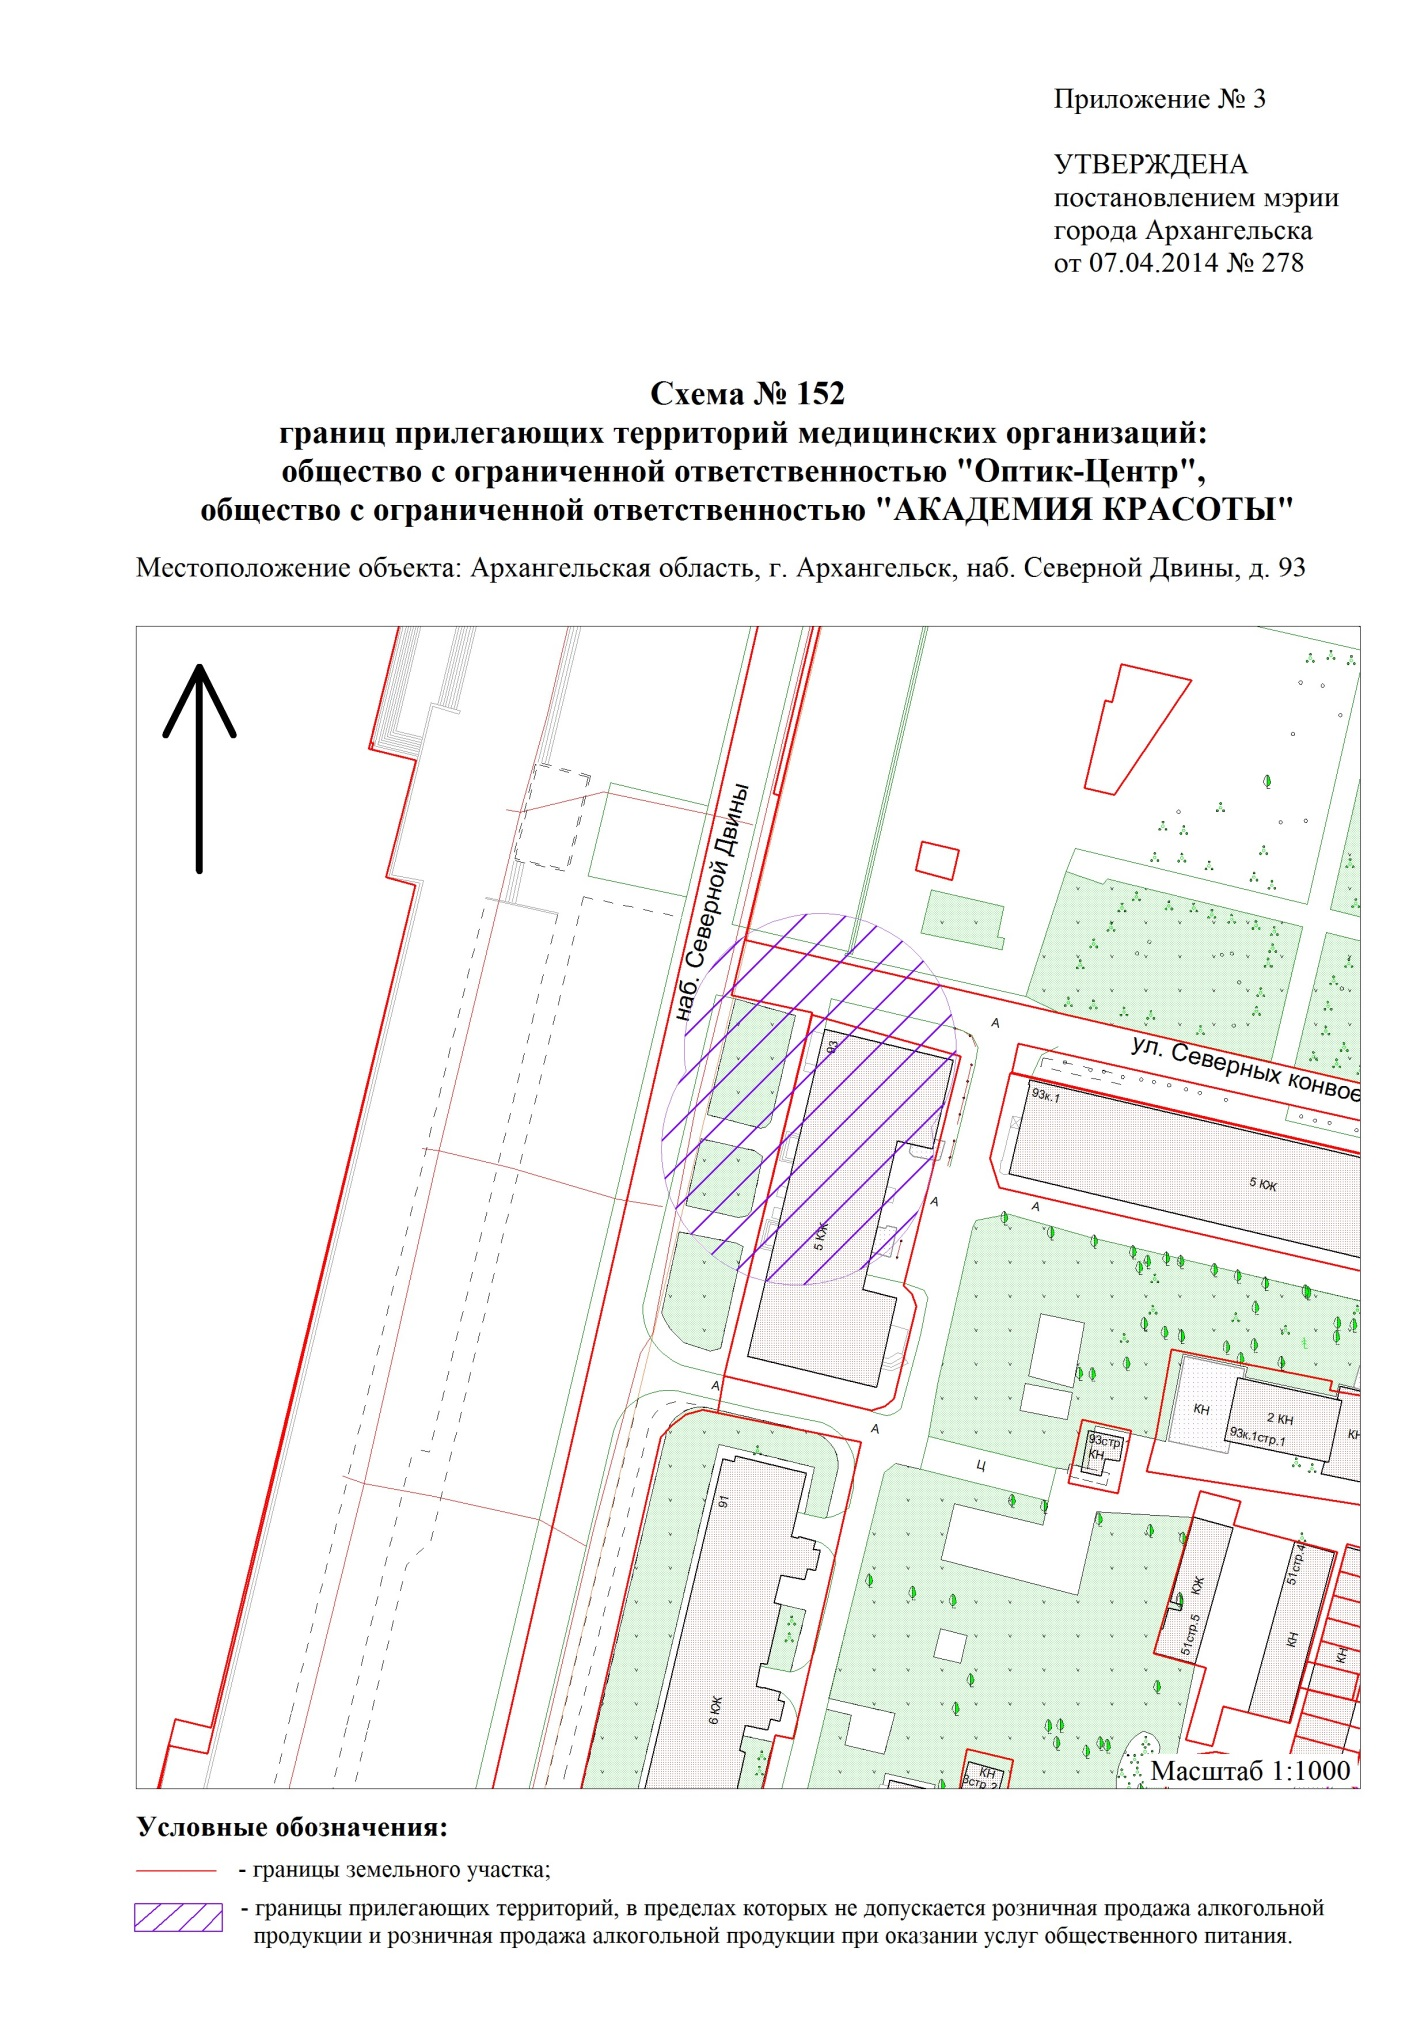 Приложение № 3
УТВЕРЖДЕНА
постановлением мэрии
города Архангельска
от 07.04.2014 № 278
Схема № 152
границ прилегающих территорий медицинских организаций:
общество с ограниченной ответственностью "Оптик-Центр",
общество с ограниченной ответственностью "АКАДЕМИЯ КРАСОТЫ"
Местоположение объекта: Архангельская область, г. Архангельск, наб. Северной Двины, д. 93
наб. Северной Двины
А
ул. Северных конвое
93
93к.1
5 КЖ
А
А
5 КЖ
А
А
КН
2 КН
93к.1стр.1
КН
93стр
КН
Ц
91
51стр.4
КЖ
51стр.5
КН
КН
6 КЖ
КН
3стр.2
Масштаб 1:1000
Условные обозначения:
- границы земельного участка;
- границы прилегающих территорий, в пределах которых не допускается розничная продажа алкогольной
продукции и розничная продажа алкогольной продукции при оказании услуг общественного питания.